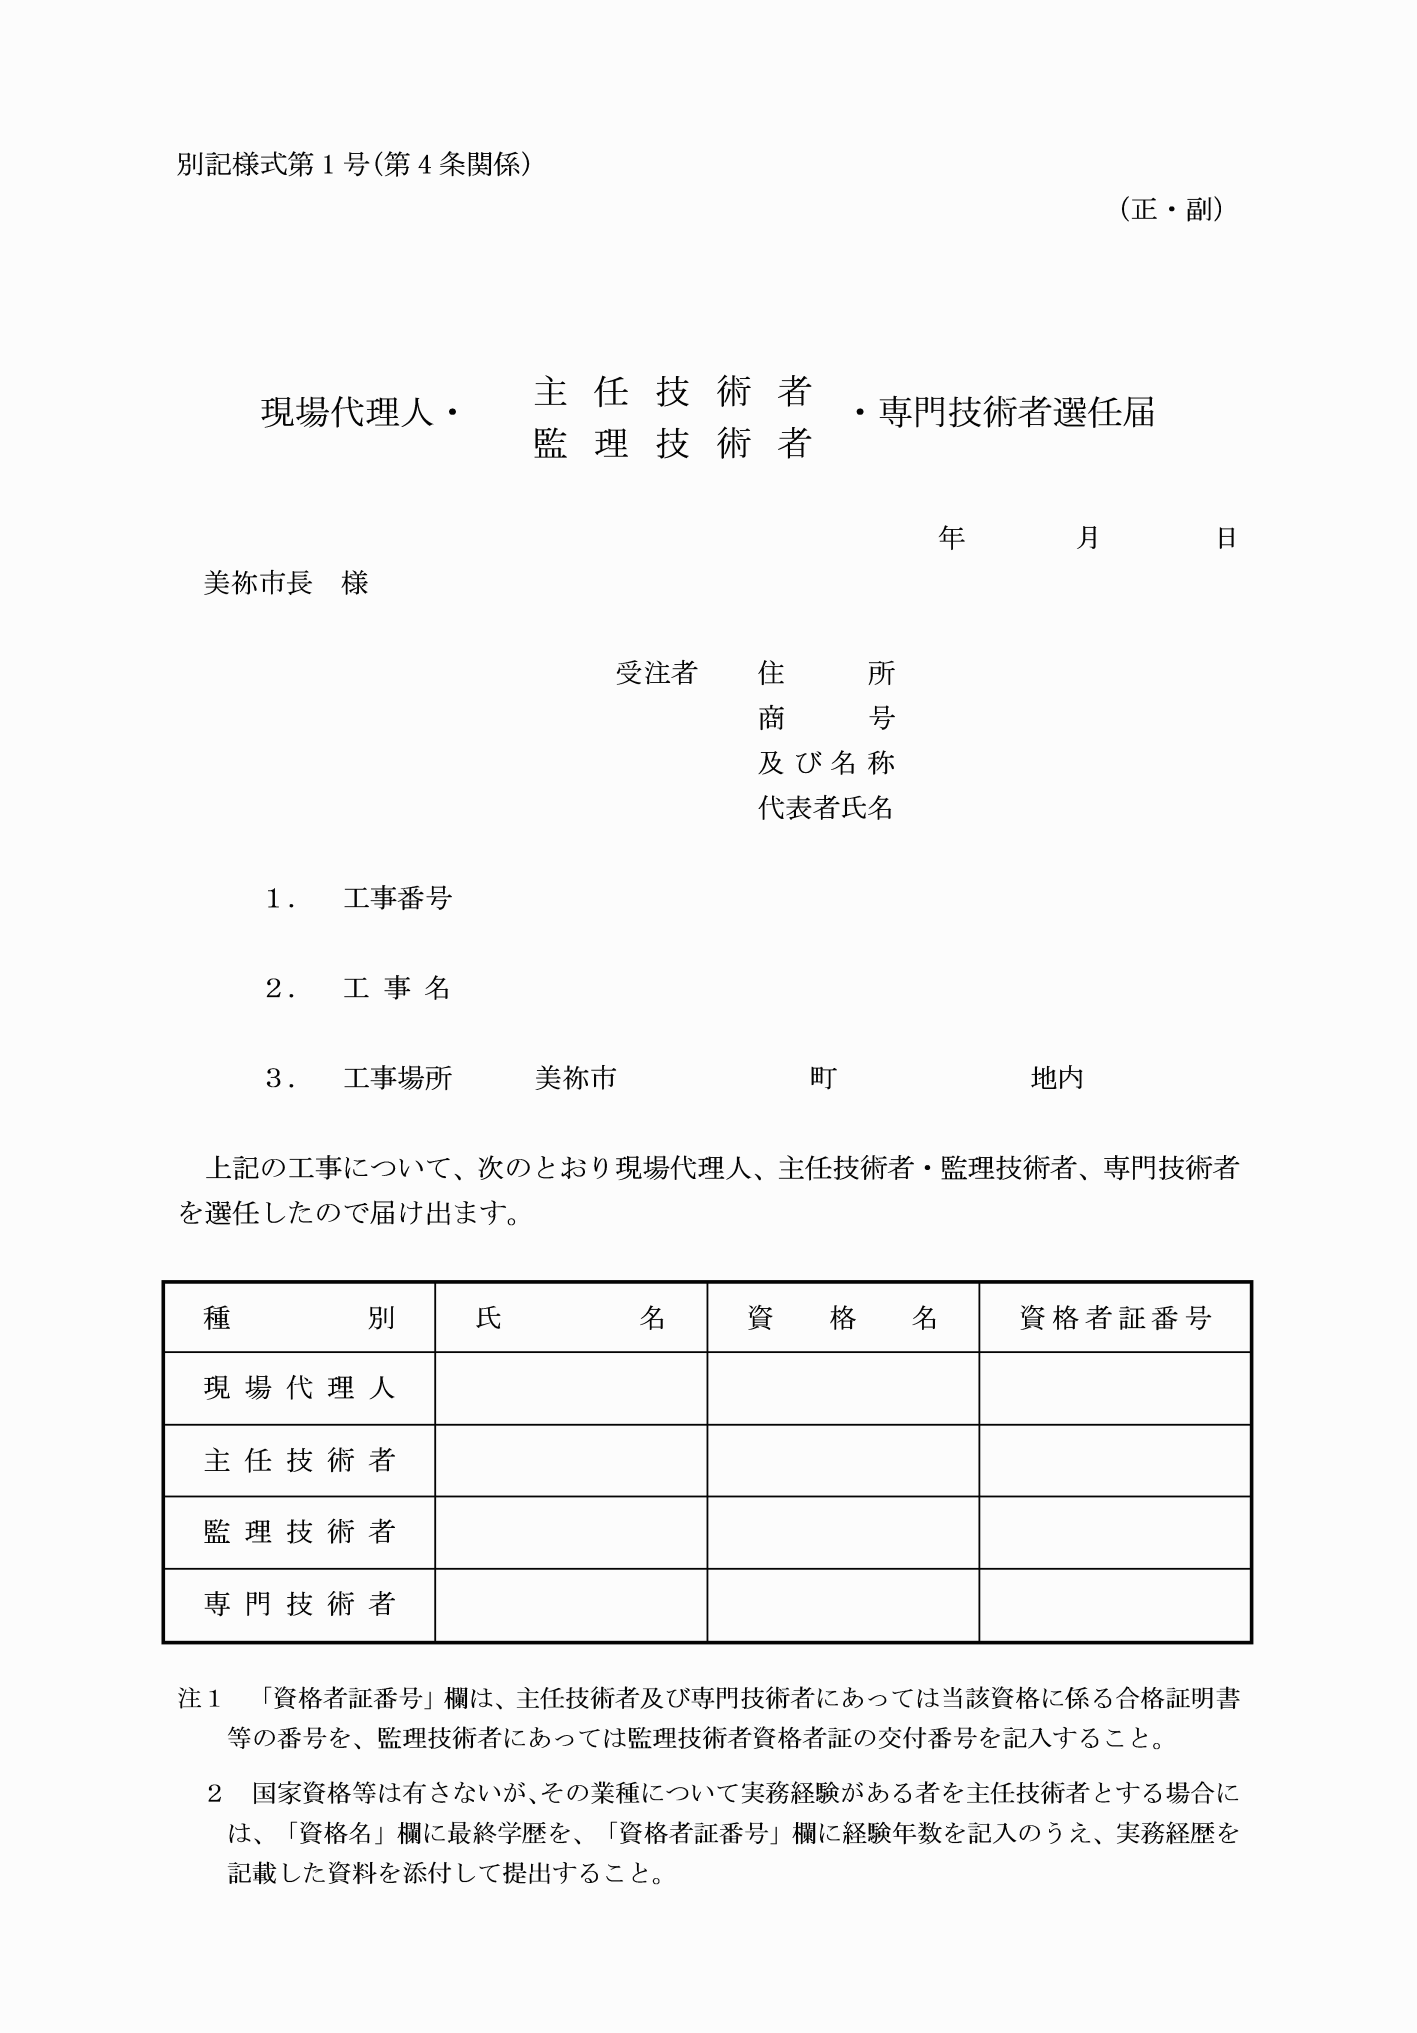 別記様式第1号(第4条関係)
(正・副)
現場代理人・
主任技術者
監理技術者
・専門技術者選任届
年　月　日
美祢市長　様
受注者　住所
商号
及び名称
代表者氏名
1．　工事番号
2．　工事名
3．　工事場所　美祢市　町　地内
上記の工事について、次のとおり現場代理人、主任技術者・監理技術者、専門技術者
を選任したので届け出ます。
種別　氏名　資格名　資格者証番号
現場代理人
主任技術者
監理技術者
専門技術者
注1　「資格者証番号」欄は、主任技術者及び専門技術者にあっては当該資格に係る合格証明書
等の番号を、監理技術者にあっては監理技術者資格者証の交付番号を記入すること。
2　国家資格等は有さないが、その業種について実務経験がある者を主任技術者とする場合に
は、「資格名」欄に最終学歴を、「資格者証番号」欄に経験年数を記入のうえ、実務経歴を
記載した資料を添付して提出すること。